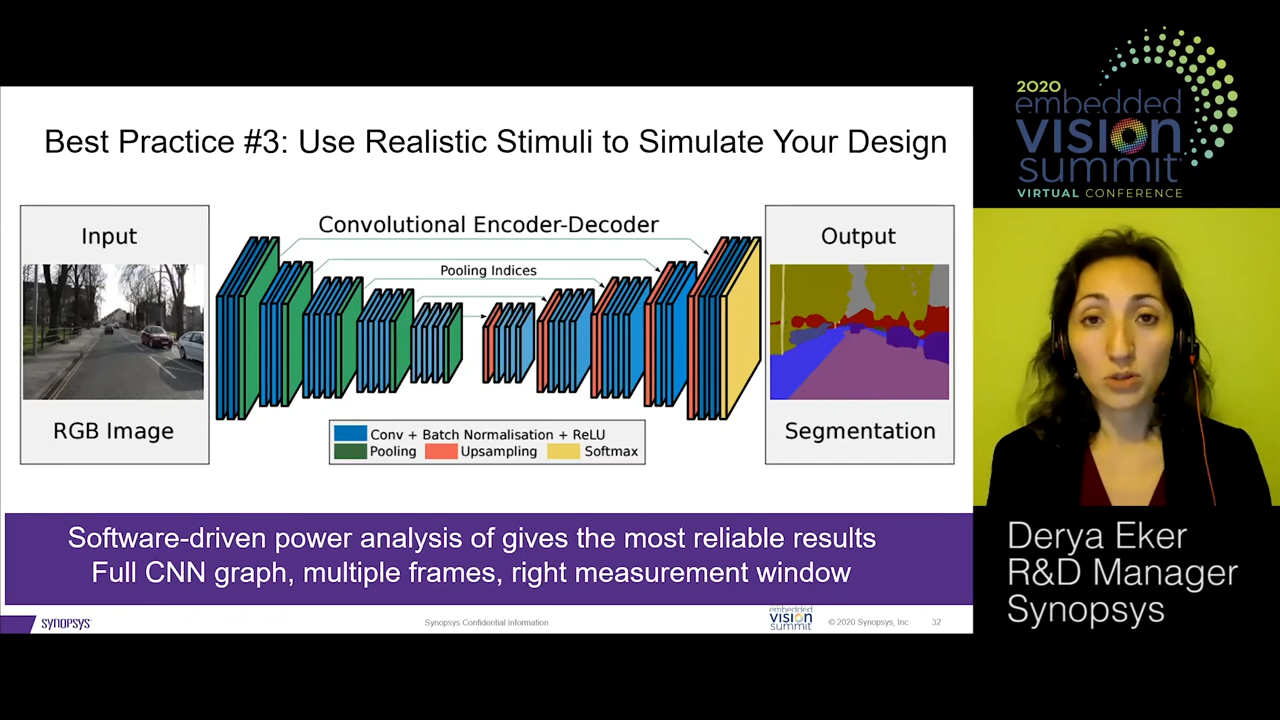 Best Practice #3: Use Realistic Stimuli to Simulate Your Design
Input
RGB Image
Convolutional Encoder-Decoder
Pooling Indices
Conv + Batch Normalisation + ReLU
Pooling
Upsampling
Softmax
Output
Segmentation
Software-driven power analysis of gives the most reliable results
Full CNN graph, multiple frames, right measurement window
SYNOPSYS
Synopsys Confidential Information
embedded
VISION
summit
© 2020 Synopsys, Inc.
32
2020
embedded
VISION
summit
VIRTUAL CONFERENCE
Derya Eker
R&D Manager
Synopsys